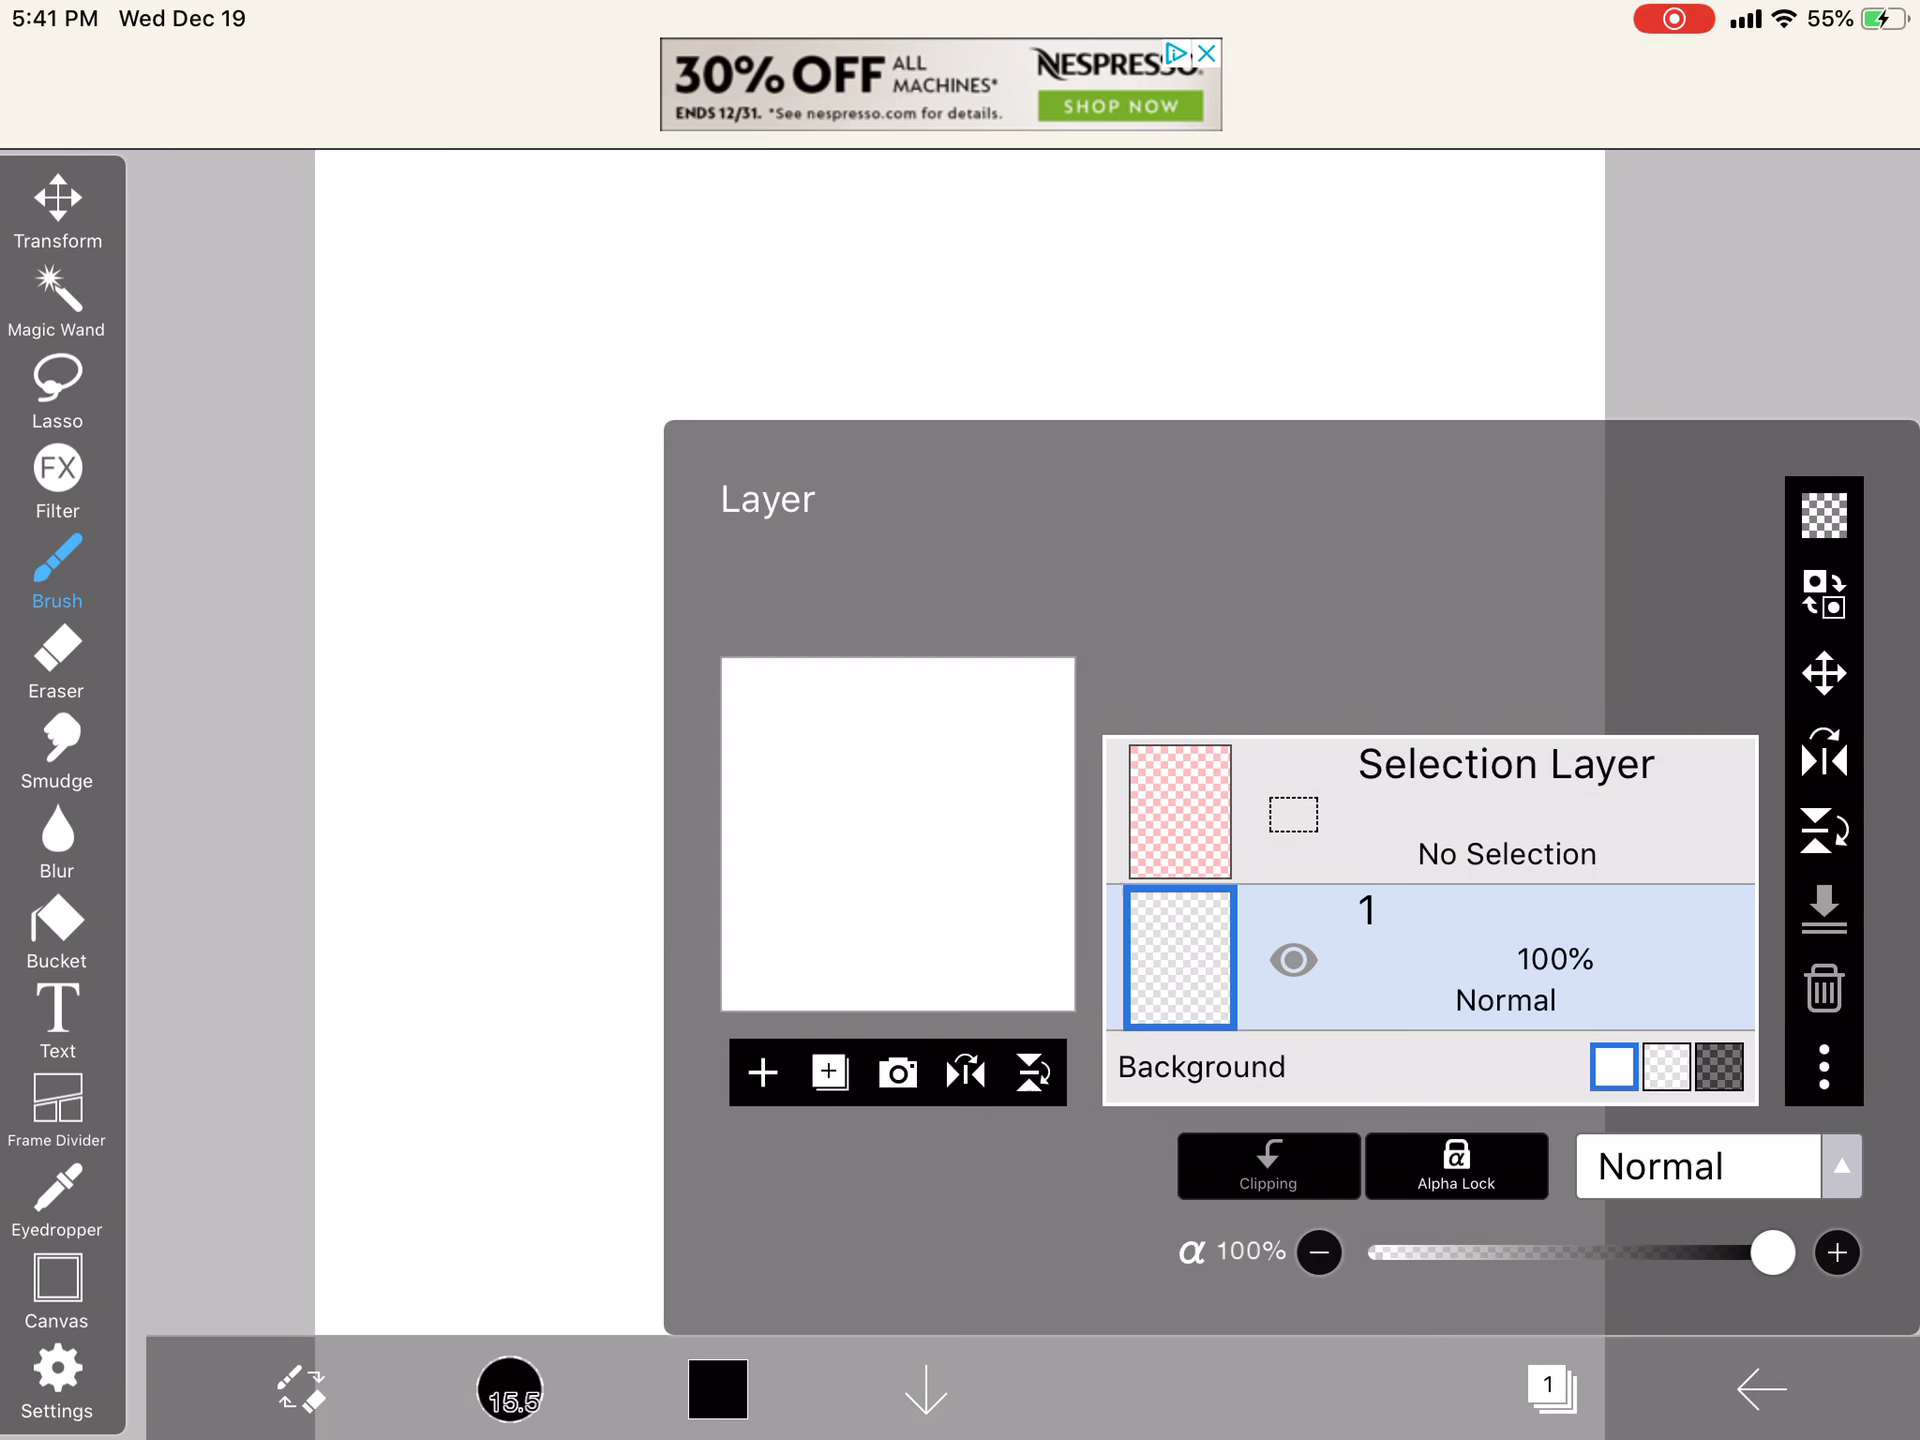 5:41 PM Wed Dec 19
55%
30% OFF ALL MACHINES*
ENDS 12/31. *See nespresso.com for details.
NESPRESSO.
SHOP NOW
Transform
Magic Wand
Lasso
FX
Filter
Brush
Eraser
Smudge
Blur
Bucket
T
Text
Frame Divider
Eyedropper
Canvas
Settings
Layer
Selection Layer
No Selection
1
100%
Normal
Background
Clipping
α
Alpha Lock
Normal
α 100%
15.5
1